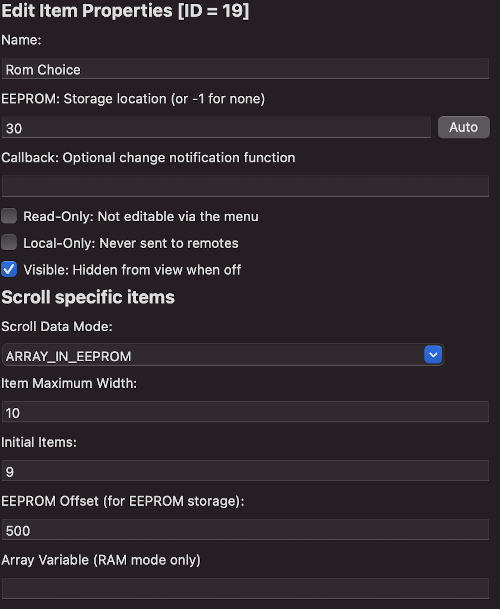 Edit Item Properties [ID = 19]
Name:
Rom Choice
EEPROM: Storage location (or -1 for none)
30
Auto
Callback: Optional change notification function
Read-Only: Not editable via the menu
Local-Only: Never sent to remotes
Visible: Hidden from view when off
Scroll specific items
Scroll Data Mode:
ARRAY_IN_EEPROM
Item Maximum Width:
10
Initial Items:
9
EEPROM Offset (for EEPROM storage):
500
Array Variable (RAM mode only)